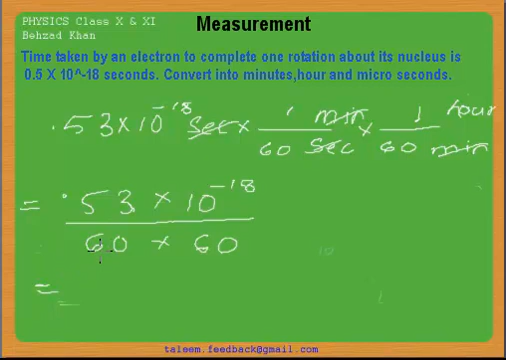 PHYSICS Class X & XI
Behzad Khan
Measurement
Time taken by an electron to complete one rotation about its nucleus is
0.5 X 10^-18 seconds. Convert into minutes,hour and micro seconds.
.53×10^-18 sec × 1 min / 60 sec × 1 hour / 60 min
= .53 × 10^-18
60 × 60
=
taleem.feedback@gmail.com